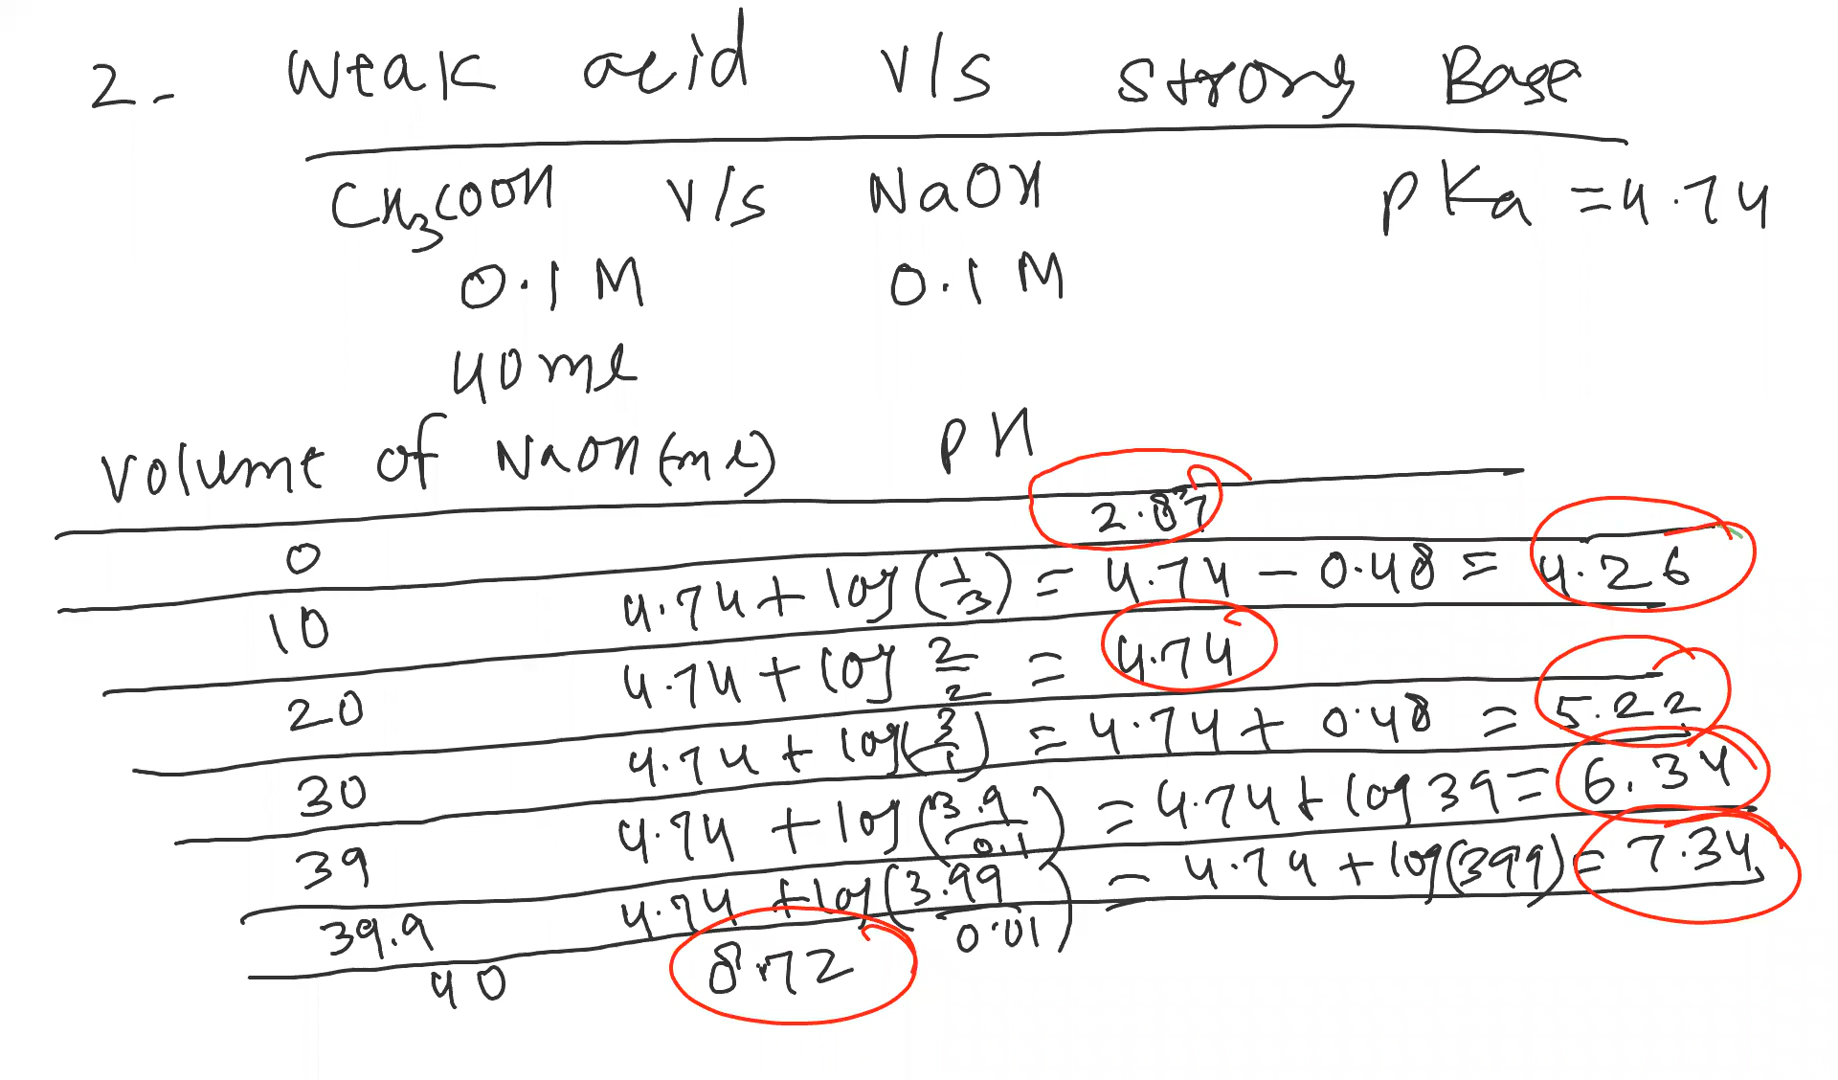 2- weak acid v/s strong Base
CH₃COOH v/s NaOH pKa = 4.74
0.1 M 0.1 M
40 ml
volume of NaOH (ml) pH
0 2.87
10 4.74 + log (1/3) = 4.74 - 0.48 = 4.26
20 4.74 + log 2/2 = 4.74
30 4.74 + log (3/1) = 4.74 + 0.48 = 5.22
39 4.74 + log (3.9/0.1) = 4.74 + log 39 = 6.34
39.9 4.74 + log (3.99/0.01) = 4.74 + log(399) = 7.34
40 8.72